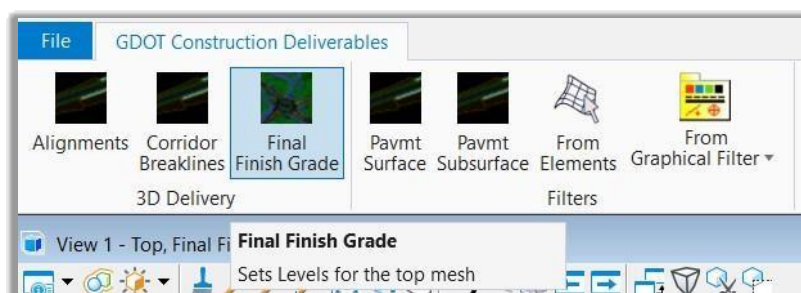 File
GDOT Construction Deliverables
Alignments
Corridor
Breaklines
Final
Finish Grade
3D Delivery
Pavmt
Surface
Pavmt
Subsurface
From
Elements
From
Graphical Filter
Filters
View 1 - Top, Final Fi
Final Finish Grade
Sets Levels for the top mesh